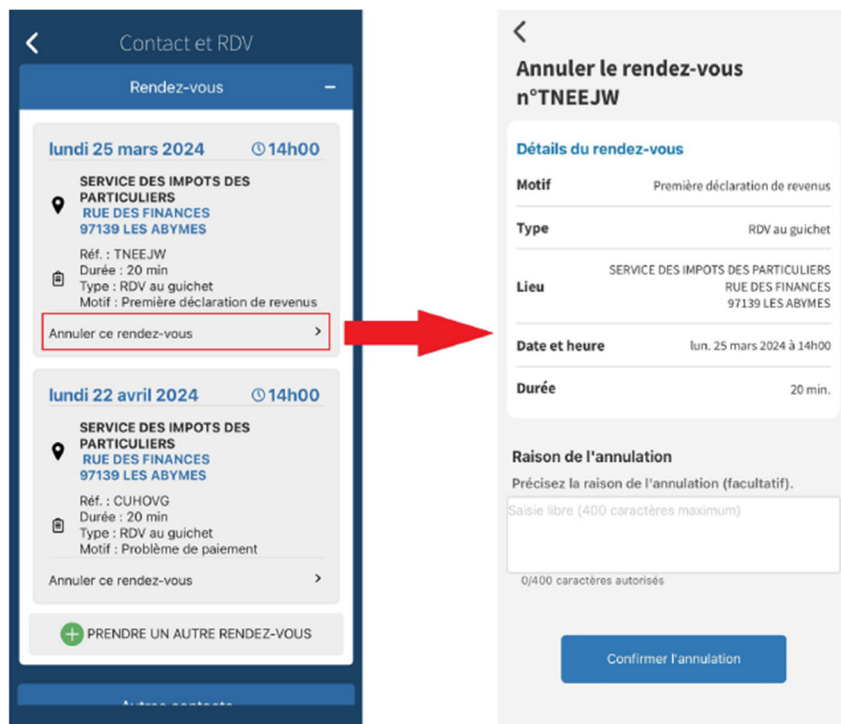 Contact et RDV
Rendez-vous
lundi 25 mars 2024 14h00
SERVICE DES IMPOTS DES
PARTICULIERS
RUE DES FINANCES
97139 LES ABYMES
Réf. : TNEEJW
Durée : 20 min
Type : RDV au guichet
Motif : Première déclaration de revenus
Annuler ce rendez-vous
lundi 22 avril 2024 14h00
SERVICE DES IMPOTS DES
PARTICULIERS
RUE DES FINANCES
97139 LES ABYMES
Réf. : CUHOVG
Durée : 20 min
Type : RDV au guichet
Motif : Problème de paiement
Annuler ce rendez-vous
PRENDRE UN AUTRE RENDEZ-VOUS
Autres contacts
Annuler le rendez-vous
n°TNEEJW
Détails du rendez-vous
Motif Première déclaration de revenus
Type RDV au guichet
Lieu SERVICE DES IMPOTS DES PARTICULIERS
RUE DES FINANCES
97139 LES ABYMES
Date et heure lun. 25 mars 2024 à 14h00
Durée 20 min.
Raison de l'annulation
Précisez la raison de l'annulation (facultatif).
Saisie libre (400 caractères maximum)
0/400 caractères autorisés
Confirmer l'annulation